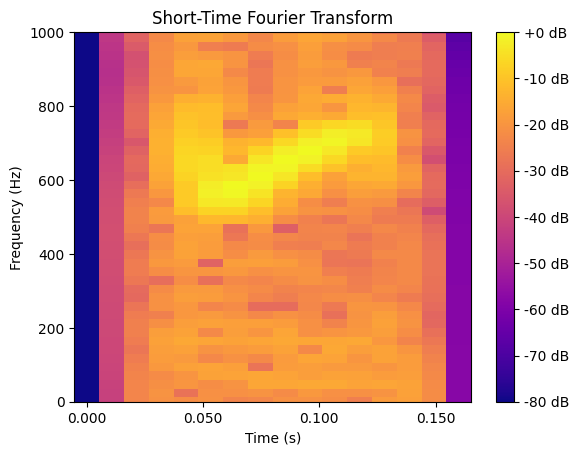 Short-Time Fourier Transform
1000
800
600
400
200
0
Frequency (Hz)
0.000
0.050
0.100
0.150
Time (s)
+0 dB
-10 dB
-20 dB
-30 dB
-40 dB
-50 dB
-60 dB
-70 dB
-80 dB